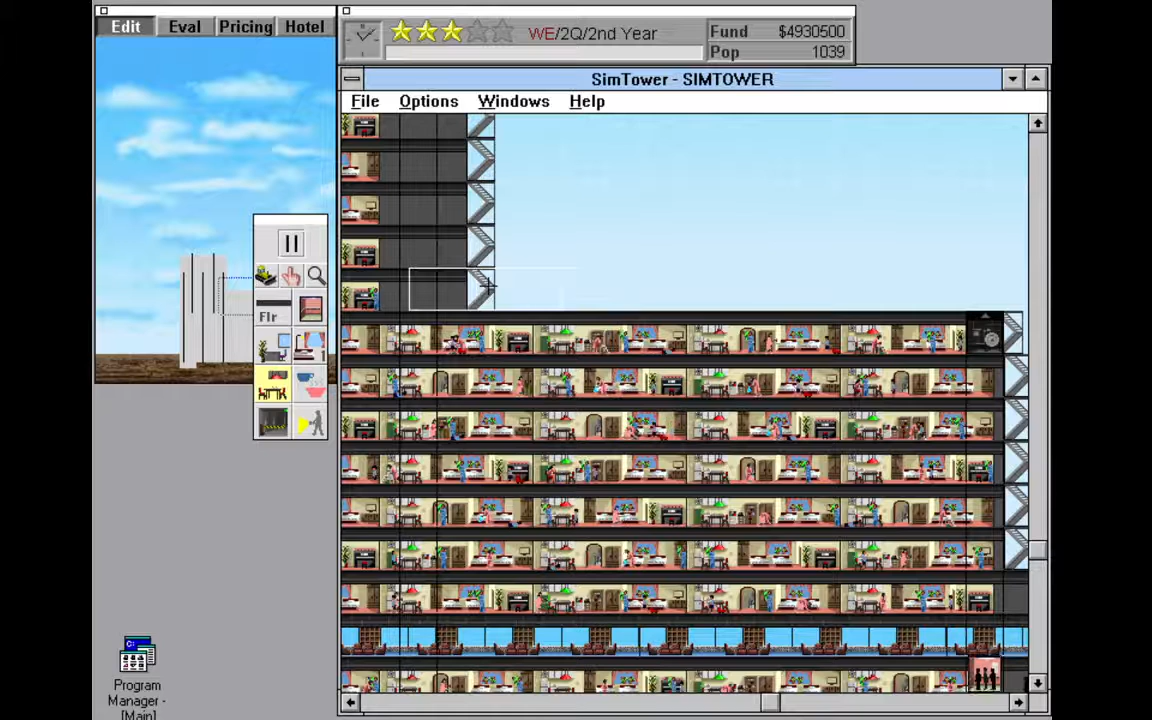 Edit Eval Pricing Hotel
WE/2Q/2nd Year
Fund $4930500
Pop 1039
SimTower - SIMTOWER
File Options Windows Help
Flr
C:\
Program
Manager -
[Main]